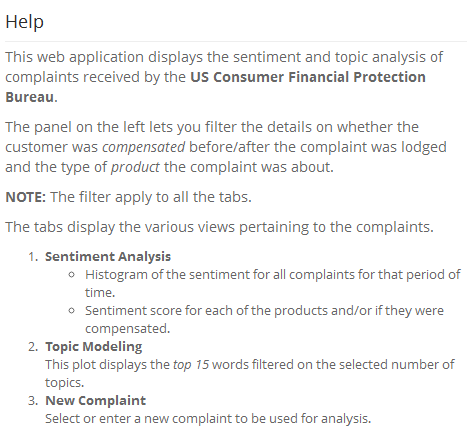 Help
This web application displays the sentiment and topic analysis of
complaints received by the US Consumer Financial Protection
Bureau.
The panel on the left lets you filter the details on whether the
customer was compensated before/after the complaint was lodged
and the type of product the complaint was about.
NOTE: The filter apply to all the tabs.
The tabs display the various views pertaining to the complaints.
1. Sentiment Analysis
Histogram of the sentiment for all complaints for that period of
time.
Sentiment score for each of the products and/or if they were
compensated.
2. Topic Modeling
This plot displays the top 15 words filtered on the selected number of
topics.
3. New Complaint
Select or enter a new complaint to be used for analysis.